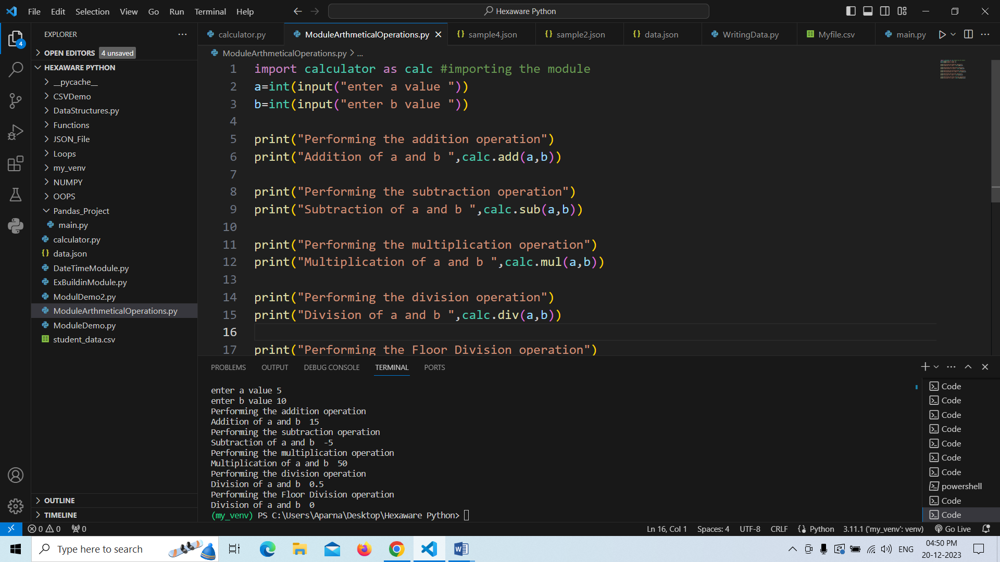 File Edit Selection View Go Run Terminal Help
Hexaware Python
EXPLORER
calculator.py ModuleArthmeticalOperations.py sample4.json sample2.json data.json WritingData.py Myfile.csv main.py
4
OPEN EDITORS 4 unsaved
ModuleArthmeticalOperations.py > ...
HEXAWARE PYTHON
__pycache__
CSVDemo
DataStructures.py
Functions
JSON_File
Loops
my_venv
NUMPY
OOPS
Pandas_Project
main.py
calculator.py
data.json
DateTimeModule.py
ExBuildinModule.py
ModulDemo2.py
ModuleArthmeticalOperations.py
ModuleDemo.py
student_data.csv
OUTLINE
TIMELINE
1 import calculator as calc #importing the module
2 a=int(input("enter a value "))
3 b=int(input("enter b value "))
4
5 print("Performing the addition operation")
6 print("Addition of a and b ",calc.add(a,b))
7
8 print("Performing the subtraction operation")
9 print("Subtraction of a and b ",calc.sub(a,b))
10
11 print("Performing the multiplication operation")
12 print("Multiplication of a and b ",calc.mul(a,b))
13
14 print("Performing the division operation")
15 print("Division of a and b ",calc.div(a,b))
16
17 print("Performing the Floor Division operation")
PROBLEMS OUTPUT DEBUG CONSOLE TERMINAL PORTS
enter a value 5
enter b value 10
Performing the addition operation
Addition of a and b  15
Performing the subtraction operation
Subtraction of a and b  -5
Performing the multiplication operation
Multiplication of a and b  50
Performing the division operation
Division of a and b  0.5
Performing the Floor Division operation
Division of a and b  0
(my_venv) PS C:\Users\Aparna\Desktop\Hexaware Python>
Code
Code
Code
Code
Code
Code
Code
powershell
Code
Code
0 0 0 Ln 16, Col 1 Spaces: 4 UTF-8 CRLF Python 3.11.1 ('my_venv': venv) Go Live
Type here to search
ENG
04:50 PM
20-12-2023